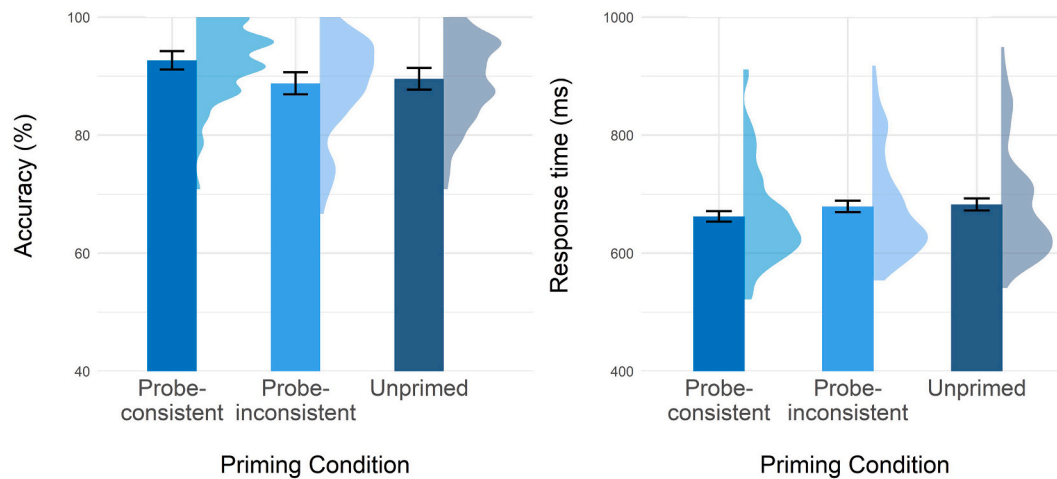 Accuracy (%)
100
80
60
40
Probe-
consistent
Probe-
inconsistent
Unprimed
Priming Condition
Response time (ms)
1000
800
600
400
Probe-
consistent
Probe-
inconsistent
Unprimed
Priming Condition